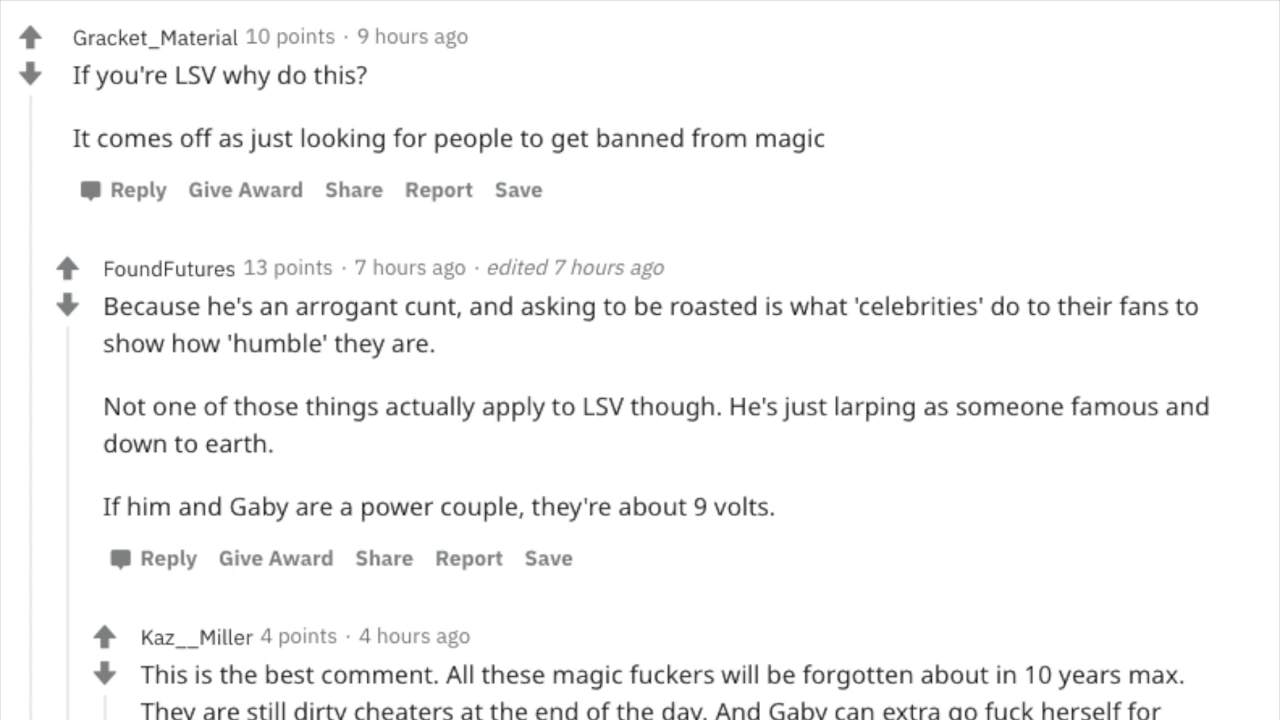 Gracket_Material 10 points · 9 hours ago
If you're LSV why do this?
It comes off as just looking for people to get banned from magic
Reply Give Award Share Report Save
FoundFutures 13 points · 7 hours ago · edited 7 hours ago
Because he's an arrogant cunt, and asking to be roasted is what 'celebrities' do to their fans to
show how 'humble' they are.
Not one of those things actually apply to LSV though. He's just larping as someone famous and
down to earth.
If him and Gaby are a power couple, they're about 9 volts.
Reply Give Award Share Report Save
Kaz__Miller 4 points · 4 hours ago
This is the best comment. All these magic fuckers will be forgotten about in 10 years max.
They are still dirty cheaters at the end of the day. And Gaby can extra go fuck herself for